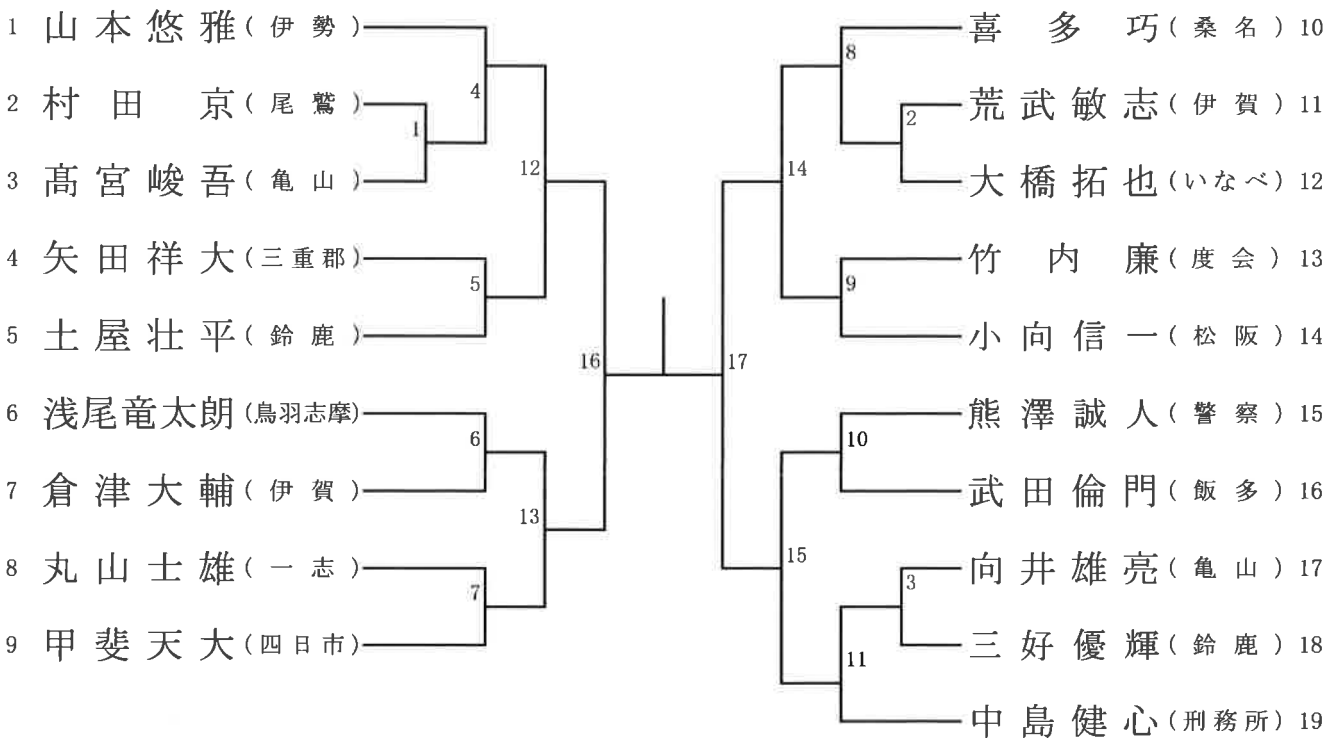 1 山本悠雅(伊勢)
2 村田京(尾鷲)
3 髙宮峻吾(亀山)
4 矢田祥大(三重郡)
5 土屋壮平(鈴鹿)
6 浅尾竜太朗(鳥羽志摩)
7 倉津大輔(伊賀)
8 丸山士雄(一志)
9 甲斐天大(四日市)
4
1
12
5
16
6
13
7
喜多巧(桑名) 10
荒武敏志(伊賀) 11
大橋拓也(いなべ) 12
竹内廉(度会) 13
小向信一(松阪) 14
熊澤誠人(警察) 15
武田倫門(飯多) 16
向井雄亮(亀山) 17
三好優輝(鈴鹿) 18
中島健心(刑務所) 19
8
2
14
9
17
10
15
3
11